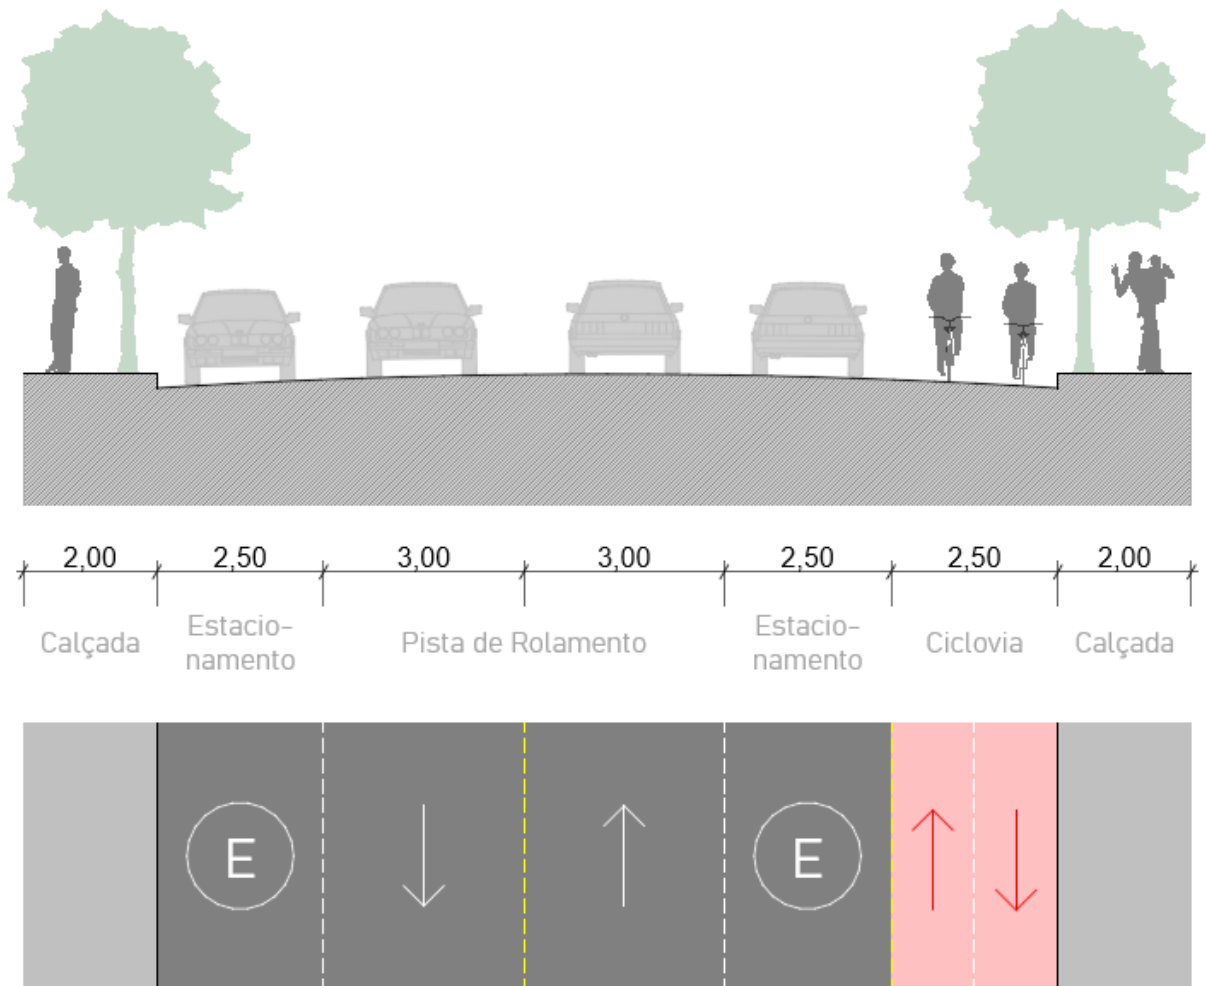 2,00 2,50 3,00 3,00 2,50 2,50 2,00
Calçada Estacio- Pista de Rolamento Estacio- Ciclovia Calçada
namento namento
E E